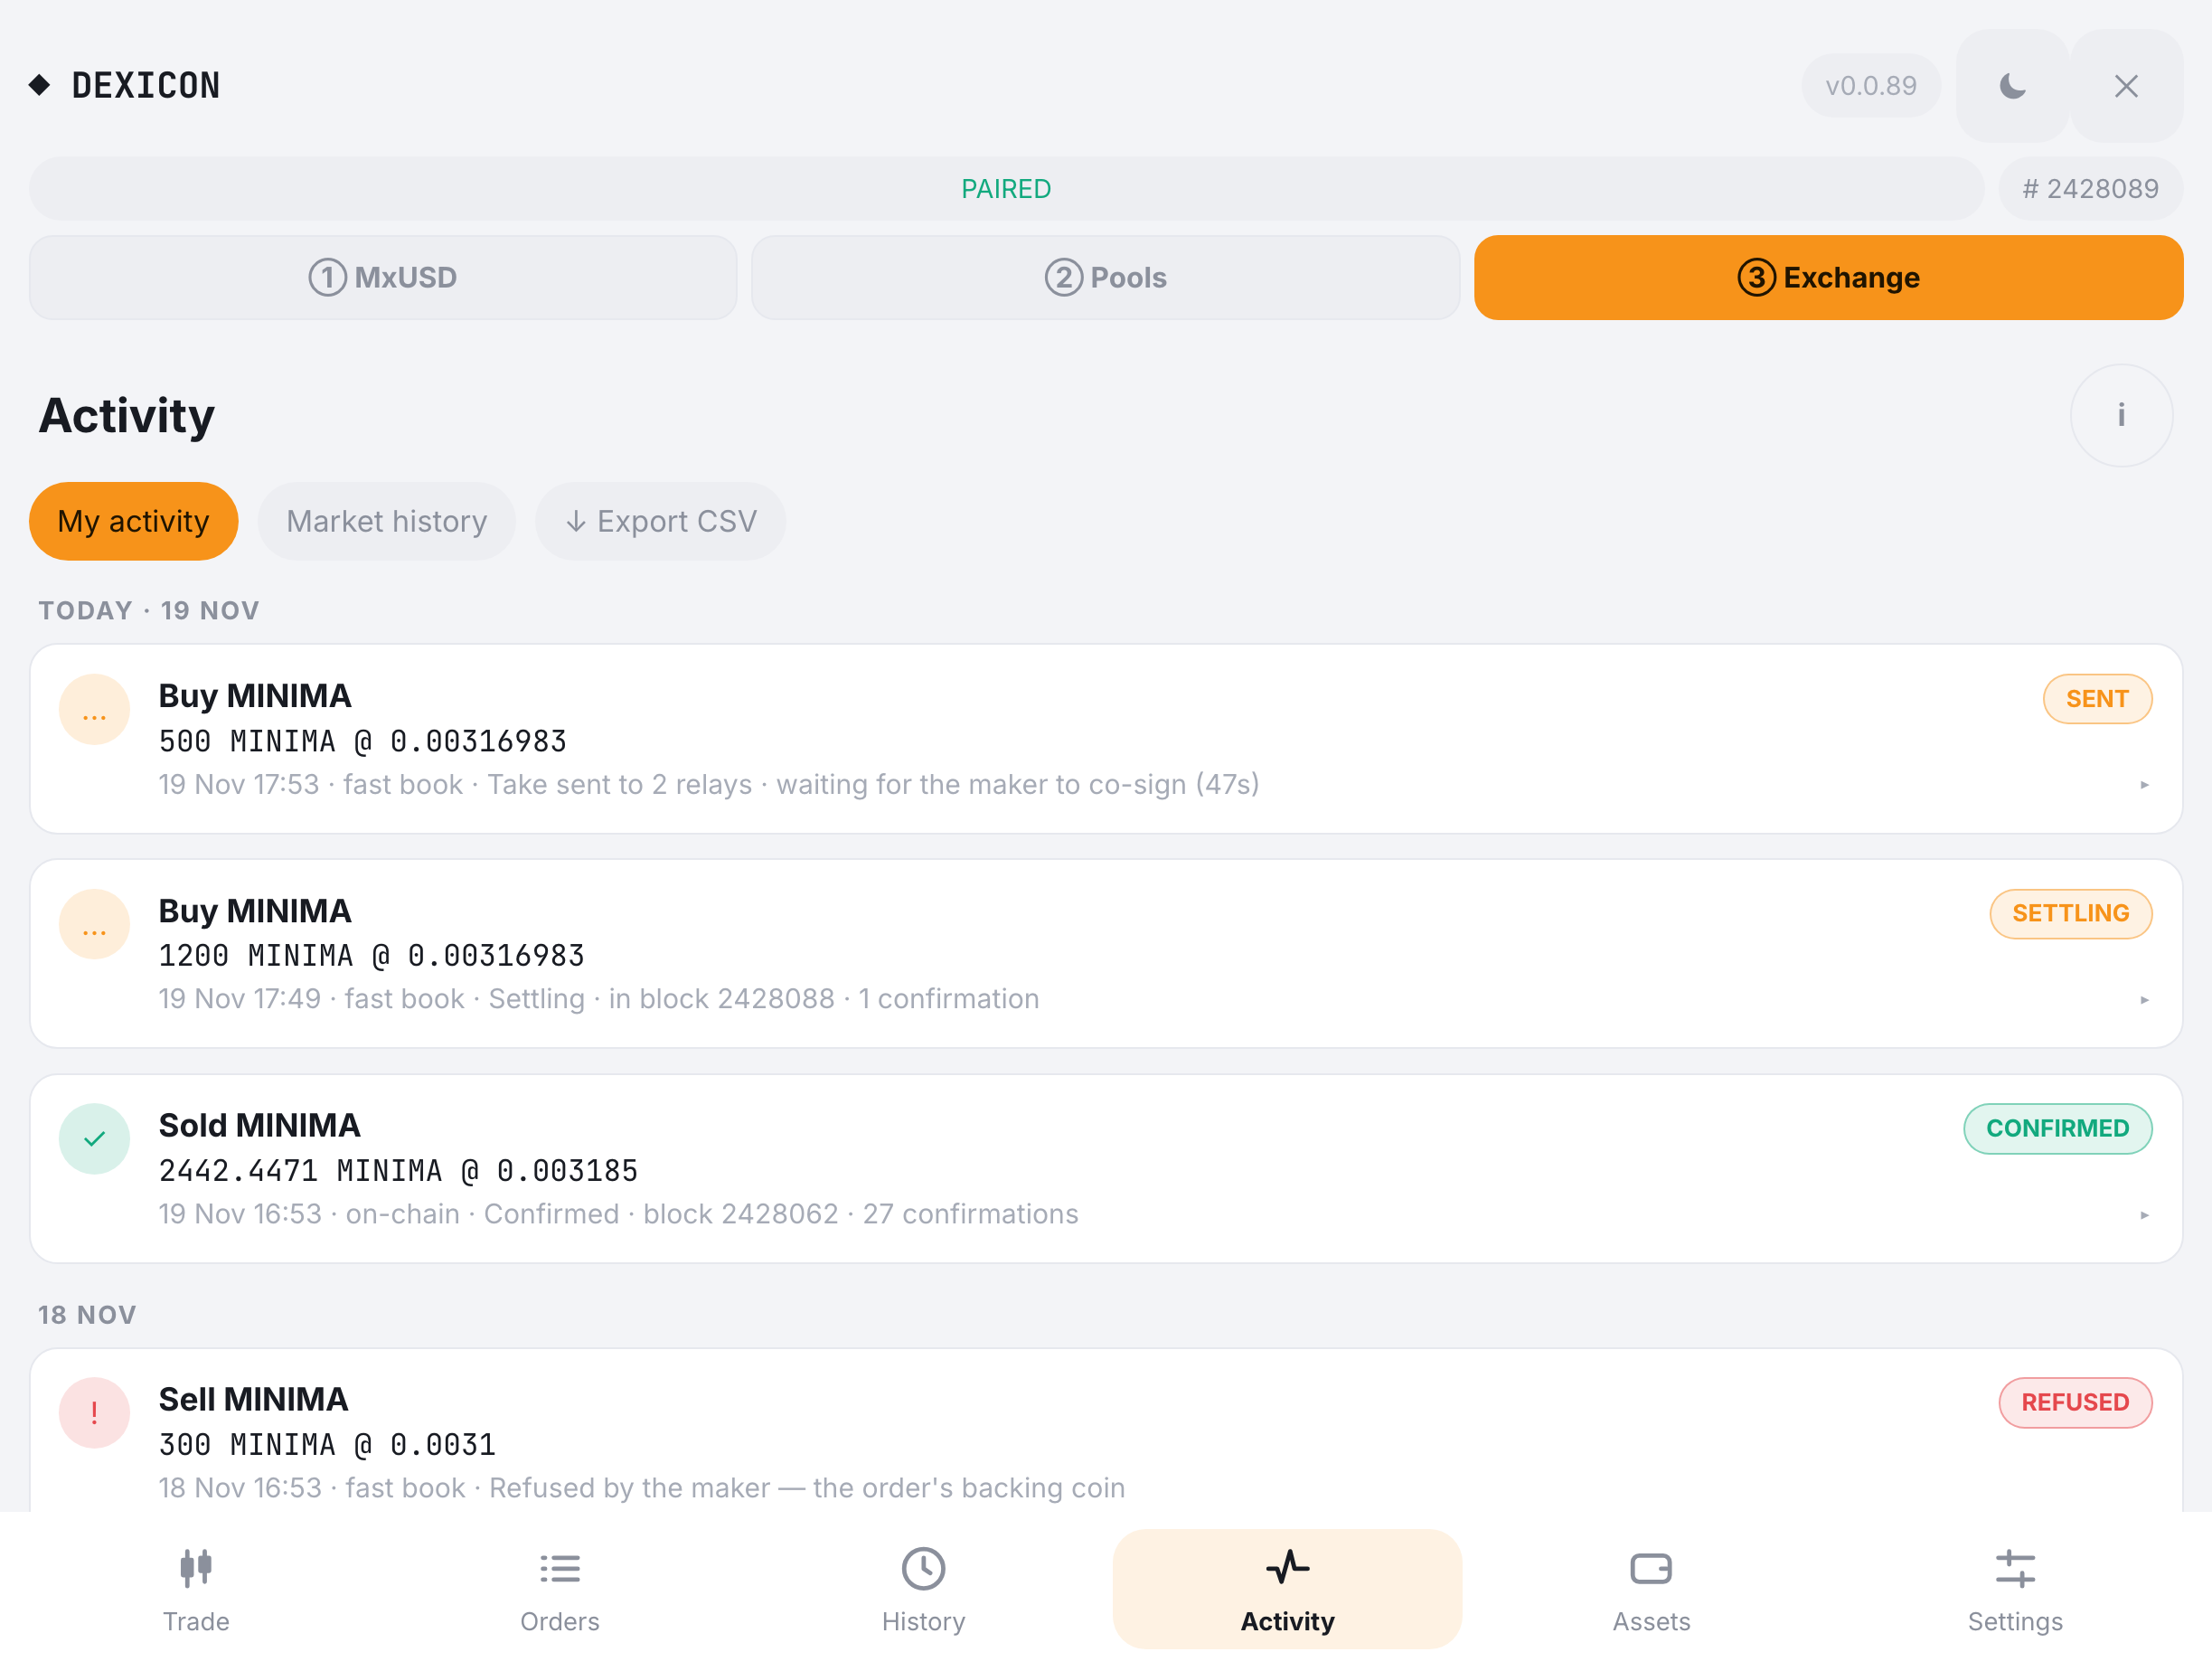 ◆ DEXICON
v0.0.89
PAIRED
# 2428089
① MxUSD
② Pools
③ Exchange
Activity
i
My activity
Market history
↓ Export CSV
TODAY · 19 NOV
... Buy MINIMA
SENT
500 MINIMA @ 0.00316983
19 Nov 17:53 · fast book · Take sent to 2 relays · waiting for the maker to co-sign (47s)
... Buy MINIMA
SETTLING
1200 MINIMA @ 0.00316983
19 Nov 17:49 · fast book · Settling · in block 2428088 · 1 confirmation
✓ Sold MINIMA
CONFIRMED
2442.4471 MINIMA @ 0.003185
19 Nov 16:53 · on-chain · Confirmed · block 2428062 · 27 confirmations
18 NOV
! Sell MINIMA
REFUSED
300 MINIMA @ 0.0031
18 Nov 16:53 · fast book · Refused by the maker — the order's backing coin
Trade
Orders
History
Activity
Assets
Settings